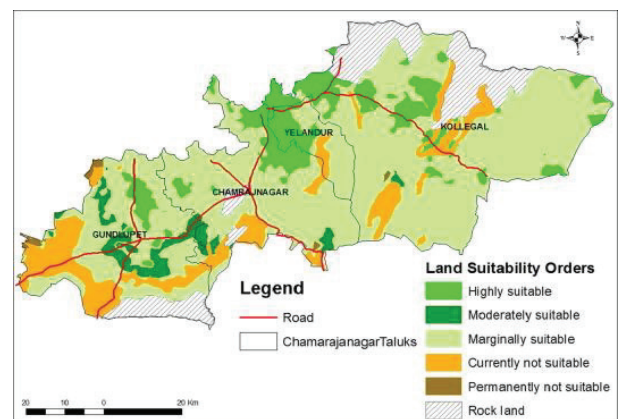 N
W
E
S
YELANDUR
KOLLEGAL
CHAMRAJNAGAR
GUNDLUPET
Legend
Road
ChamarajanagarTaluks
Land Suitability Orders
Highly suitable
Moderately suitable
Marginally suitable
Currently not suitable
Permanently not suitable
Rock land
20 10 0 20 Km